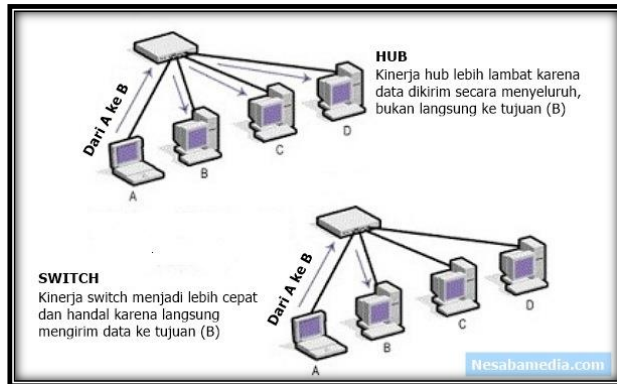 HUB
Kinerja hub lebih lambat karena
data dikirim secara menyeluruh,
bukan langsung ke tujuan (B)
Dari A ke B
A
B
C
D
SWITCH
Kinerja switch menjadi lebih cepat
dan handal karena langsung
mengirim data ke tujuan (B)
Dari A ke B
A
B
C
D
Nesabamedia.com